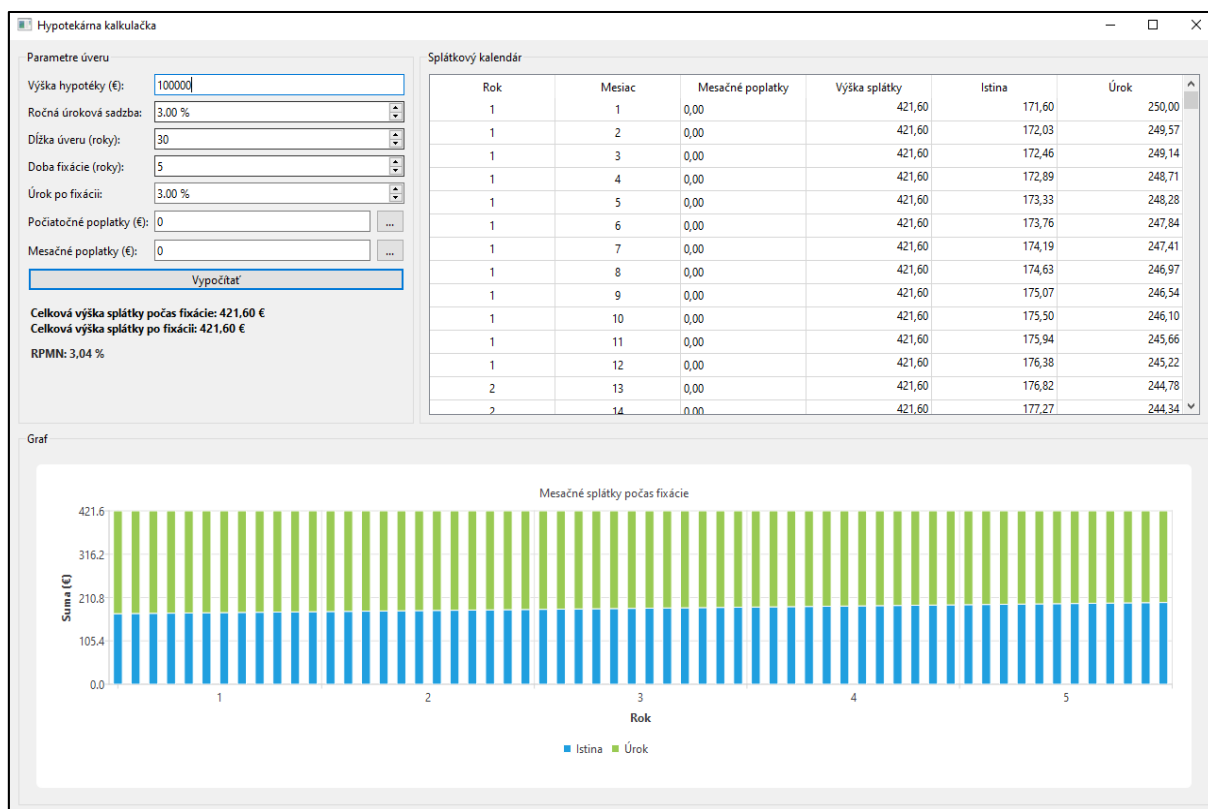 Hypotekárna kalkulačka
Parametre úveru
Výška hypotéky (€): 100000
Ročná úroková sadzba: 3.00 %
Dĺžka úveru (roky): 30
Doba fixácie (roky): 5
Úrok po fixácii: 3.00 %
Počiatočné poplatky (€): 0 ...
Mesačné poplatky (€): 0 ...
Vypočítať
Celková výška splátky počas fixácie: 421,60 €
Celková výška splátky po fixácii: 421,60 €
RPMN: 3,04 %
Splátkový kalendár
Rok Mesiac Mesačné poplatky Výška splátky Istina Úrok
1 1 0,00 421,60 171,60 250,00
1 2 0,00 421,60 172,03 249,57
1 3 0,00 421,60 172,46 249,14
1 4 0,00 421,60 172,89 248,71
1 5 0,00 421,60 173,33 248,28
1 6 0,00 421,60 173,76 247,84
1 7 0,00 421,60 174,19 247,41
1 8 0,00 421,60 174,63 246,97
1 9 0,00 421,60 175,07 246,54
1 10 0,00 421,60 175,50 246,10
1 11 0,00 421,60 175,94 245,66
1 12 0,00 421,60 176,38 245,22
2 13 0,00 421,60 176,82 244,78
2 14 0,00 421,60 177,27 244,34
Graf
Mesačné splátky počas fixácie
421.6
316.2
210.8
105.4
0.0
Suma (€)
1 2 3 4 5
Rok
Istina Úrok